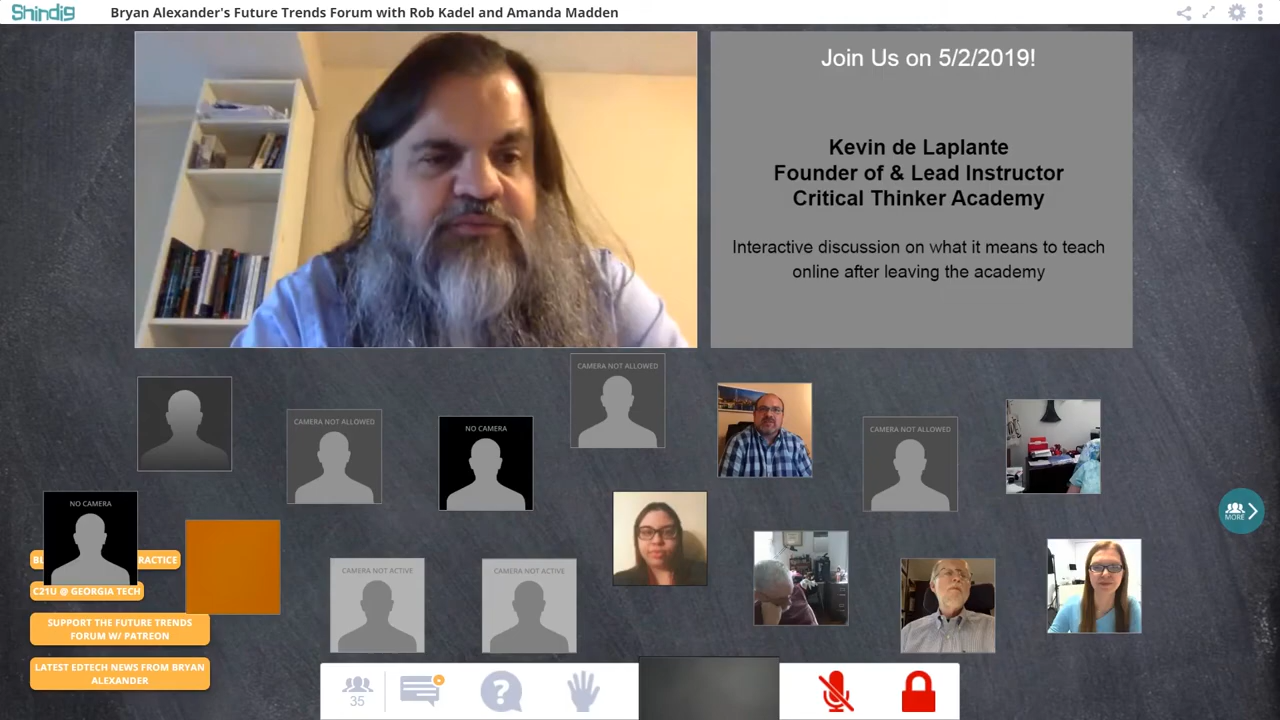 Shindig
Bryan Alexander's Future Trends Forum with Rob Kadel and Amanda Madden
Join Us on 5/2/2019!
Kevin de Laplante
Founder of & Lead Instructor
Critical Thinker Academy
Interactive discussion on what it means to teach
online after leaving the academy
CAMERA NOT ALLOWED
CAMERA NOT ALLOWED
NO CAMERA
CAMERA NOT ALLOWED
NO CAMERA
MORE
C21U @ GEORGIA TECH
CAMERA NOT ACTIVE
CAMERA NOT ACTIVE
SUPPORT THE FUTURE TRENDS
FORUM W/ PATREON
LATEST EDTECH NEWS FROM BRYAN
ALEXANDER
35